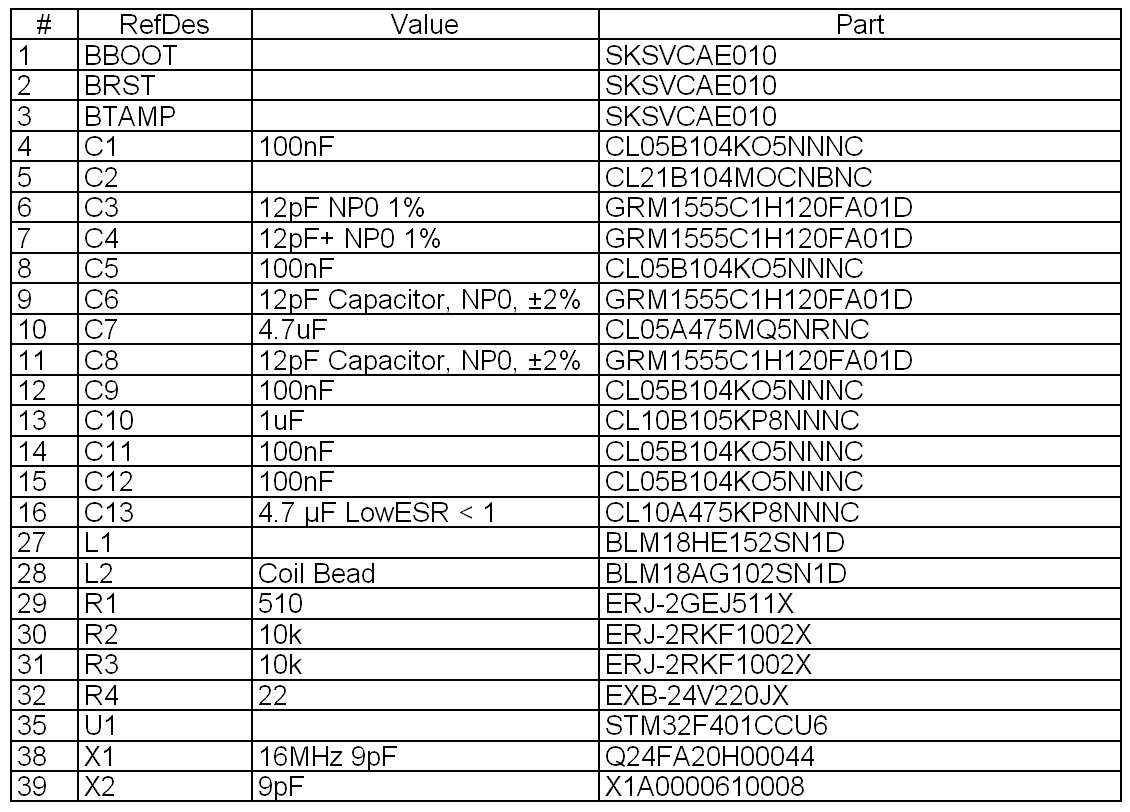 # RefDes Value Part
1 BBOOT SKSVCAE010
2 BRST SKSVCAE010
3 BTAMP SKSVCAE010
4 C1 100nF CL05B104KO5NNNC
5 C2 CL21B104MOCNBNC
6 C3 12pF NP0 1% GRM1555C1H120FA01D
7 C4 12pF+ NP0 1% GRM1555C1H120FA01D
8 C5 100nF CL05B104KO5NNNC
9 C6 12pF Capacitor, NP0, ±2% GRM1555C1H120FA01D
10 C7 4.7uF CL05A475MQ5NRNC
11 C8 12pF Capacitor, NP0, ±2% GRM1555C1H120FA01D
12 C9 100nF CL05B104KO5NNNC
13 C10 1uF CL10B105KP8NNNC
14 C11 100nF CL05B104KO5NNNC
15 C12 100nF CL05B104KO5NNNC
16 C13 4.7 µF LowESR < 1 CL10A475KP8NNNC
27 L1 BLM18HE152SN1D
28 L2 Coil Bead BLM18AG102SN1D
29 R1 510 ERJ-2GEJ511X
30 R2 10k ERJ-2RKF1002X
31 R3 10k ERJ-2RKF1002X
32 R4 22 EXB-24V220JX
35 U1 STM32F401CCU6
38 X1 16MHz 9pF Q24FA20H00044
39 X2 9pF X1A0000610008